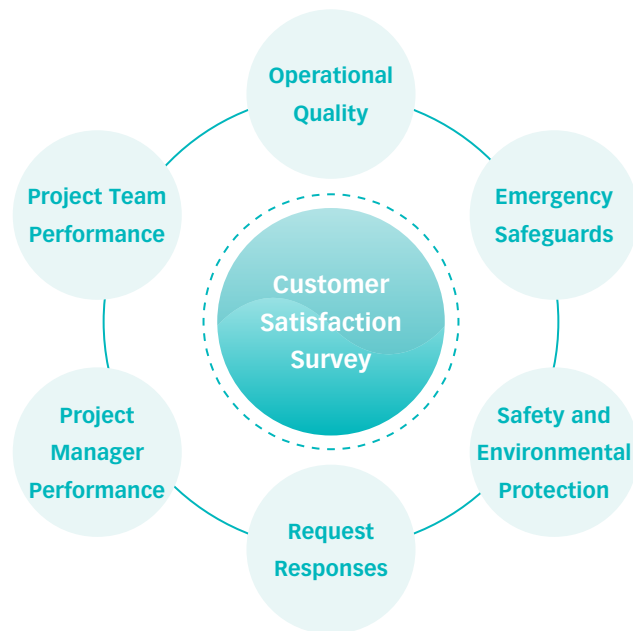 Operational
Quality
Emergency
Safeguards
Safety and
Environmental
Protection
Request
Responses
Project
Manager
Performance
Project Team
Performance
Customer
Satisfaction
Survey